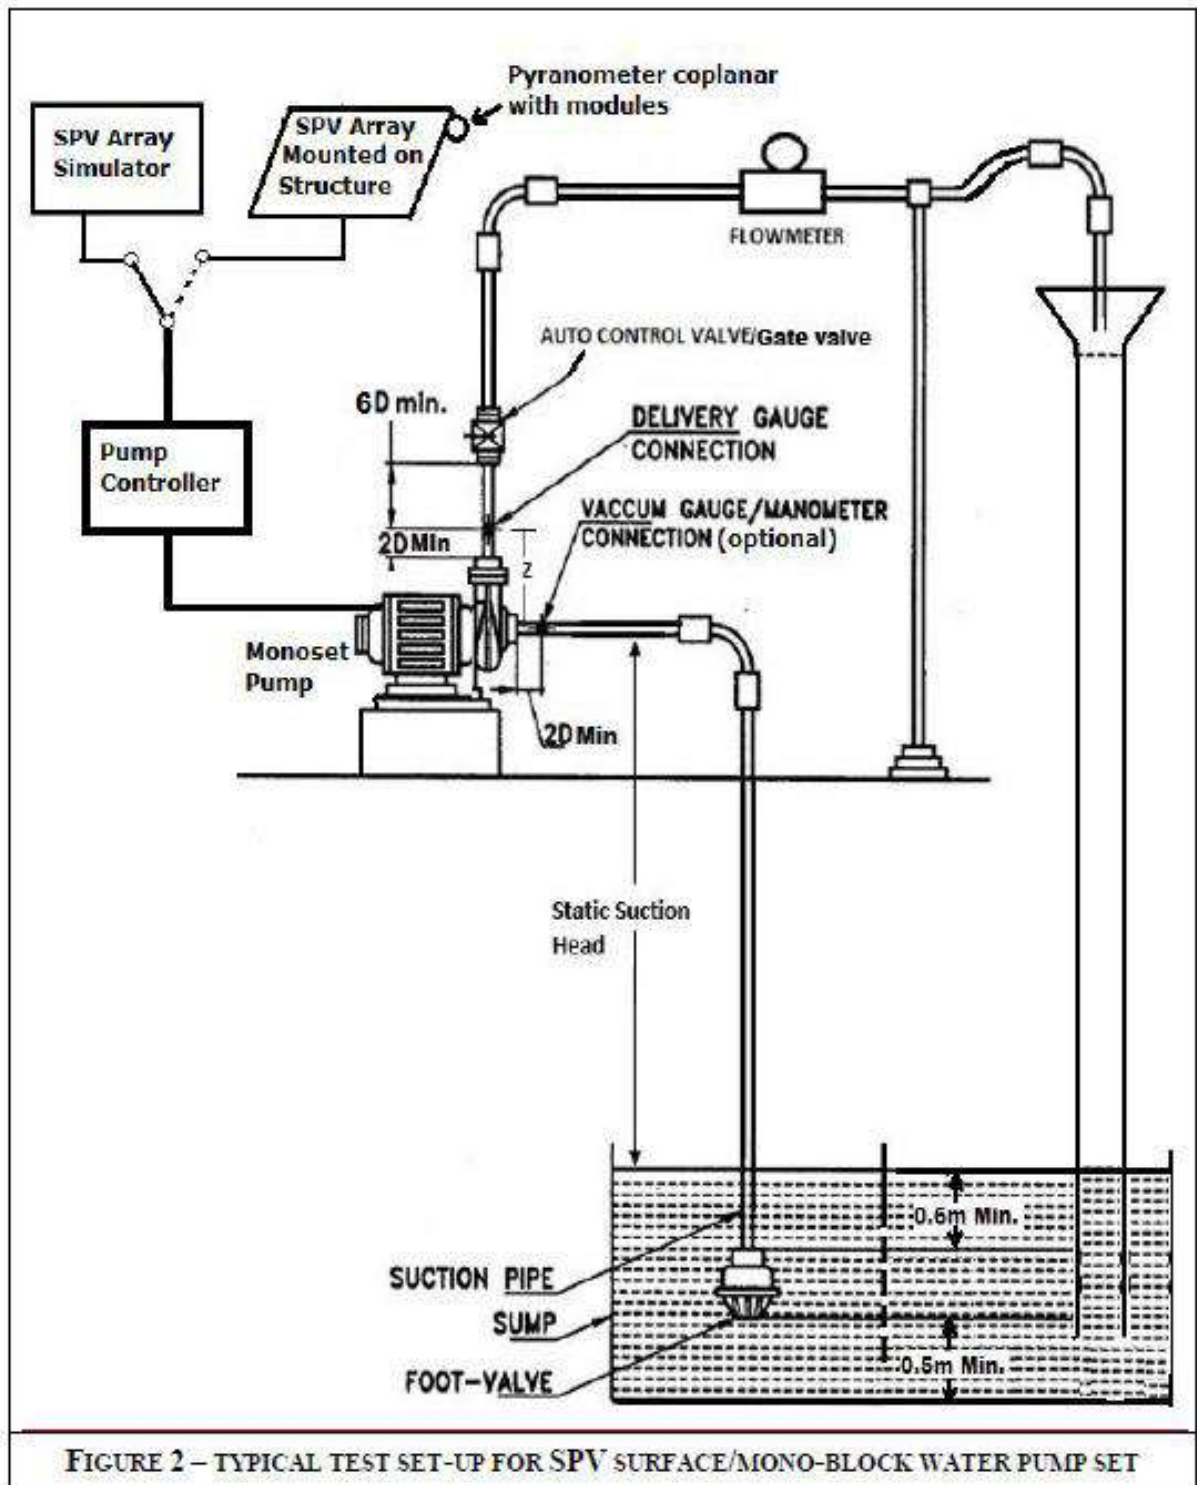 Pyranometer coplanar
with modules
SPV Array
Simulator
SPV Array
Mounted on
Structure
FLOWMETER
AUTO CONTROL VALVE/Gate valve
6D min.
DELIVERY GAUGE
CONNECTION
Pump
Controller
VACCUM GAUGE/MANOMETER
CONNECTION (optional)
2D Min
Z
Monoset
Pump
2D Min
Static Suction
Head
0.6m Min.
SUCTION PIPE
SUMP
FOOT-VALVE
0.5m Min.
FIGURE 2 – TYPICAL TEST SET-UP FOR SPV SURFACE/MONO-BLOCK WATER PUMP SET